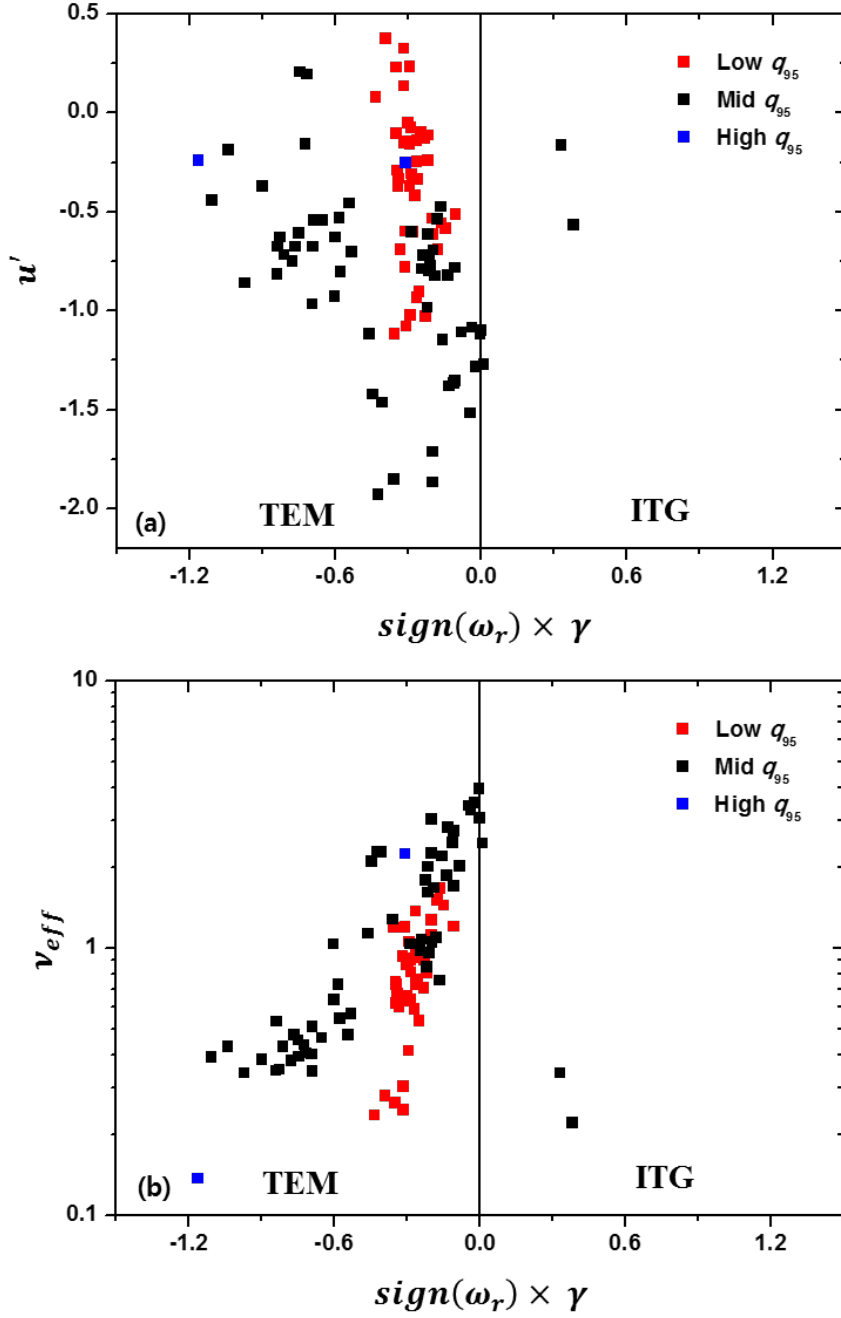 0.5
0.0
-0.5
-1.0
-1.5
-2.0
u'
Low q95
Mid q95
High q95
(a)
TEM
ITG
-1.2 -0.6 0.0 0.6 1.2
sign(ωr) × γ
10
1
0.1
νeff
Low q95
Mid q95
High q95
(b)
TEM
ITG
-1.2 -0.6 0.0 0.6 1.2
sign(ωr) × γ